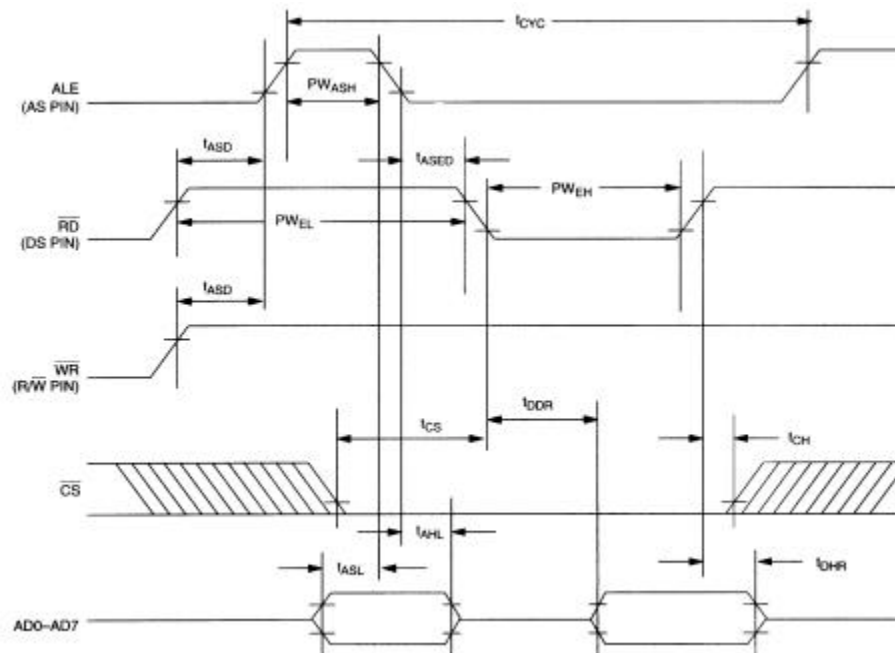 tCYC
ALE
(AS PIN)
PWASH
tASD
tASED
RD
(DS PIN)
PWEL
PWEH
tASD
WR
(R/W PIN)
tCS
tDDR
tCH
CS
tAHL
tASL
tDHR
AD0–AD7